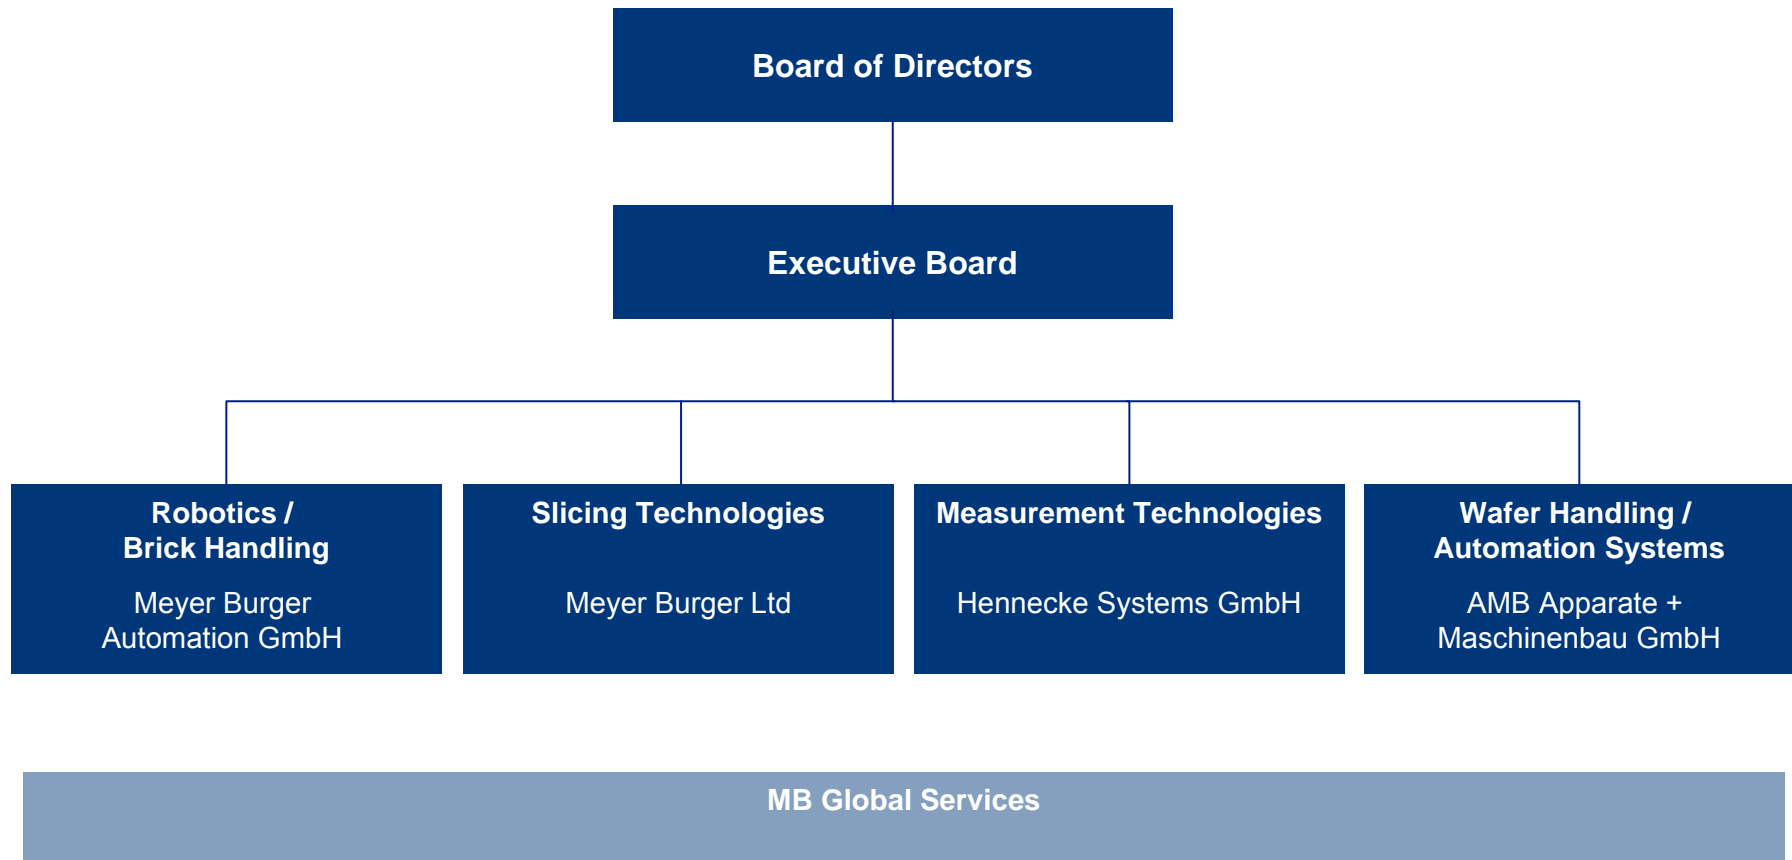 Board of Directors
Executive Board
Robotics /
Brick Handling
Meyer Burger
Automation GmbH
Slicing Technologies
Meyer Burger Ltd
Measurement Technologies
Hennecke Systems GmbH
Wafer Handling /
Automation Systems
AMB Apparate +
Maschinenbau GmbH
MB Global Services